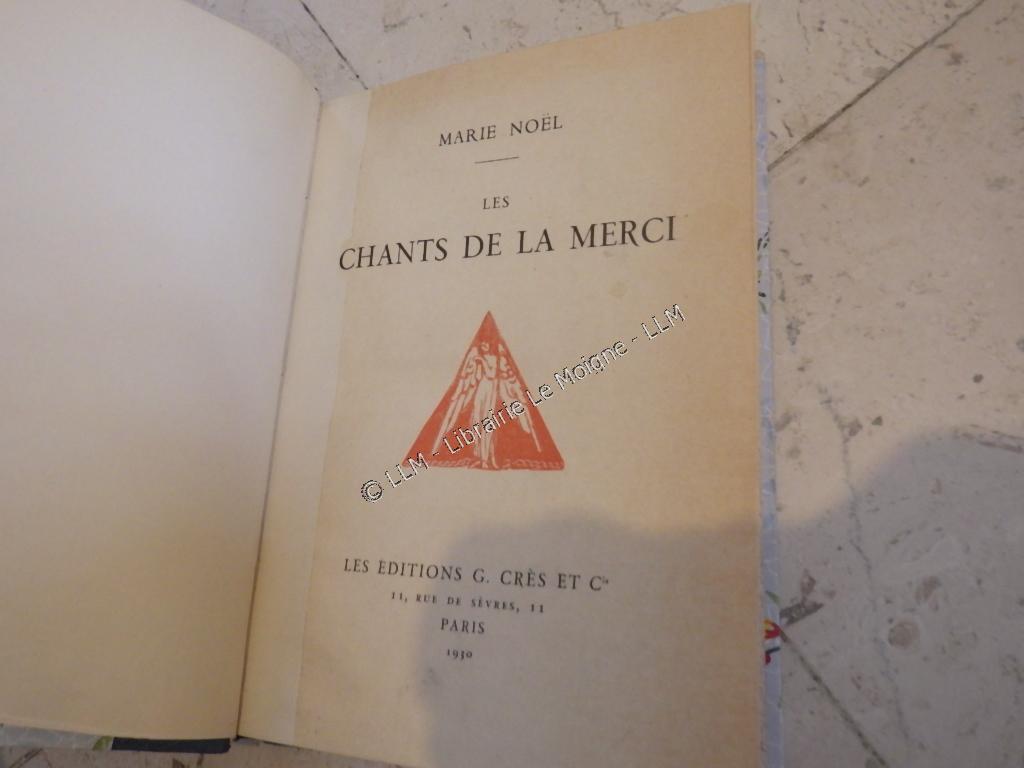 MARIE NOËL
LES
CHANTS DE LA MERCI
© LLM - Librairie Le Moigne - LLM
LES ÉDITIONS G. CRÈS ET Cie
11, RUE DE SÈVRES, 11
PARIS
1930